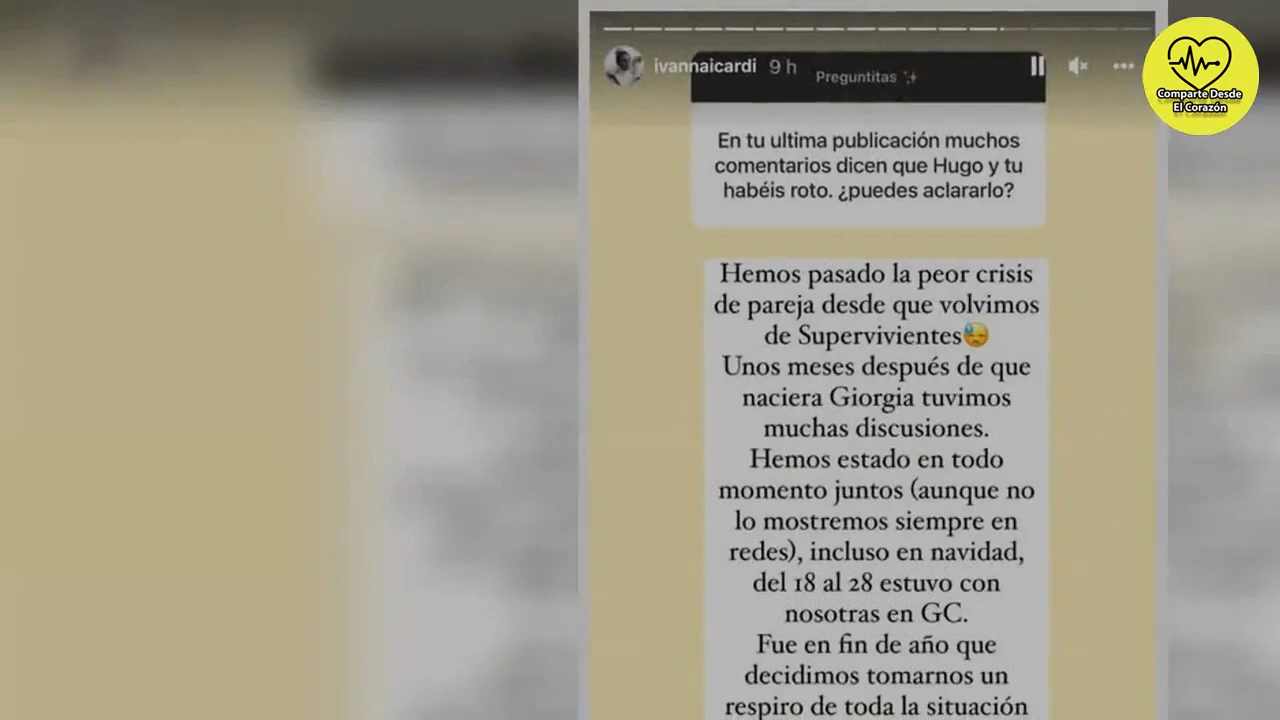 ivannaicardi 9 h
Preguntitas ✨
Comparte Desde
El Corazón
En tu ultima publicación muchos
comentarios dicen que Hugo y tu
habéis roto. ¿puedes aclararlo?
Hemos pasado la peor crisis
de pareja desde que volvimos
de Supervivientes😓
Unos meses después de que
naciera Giorgia tuvimos
muchas discusiones.
Hemos estado en todo
momento juntos (aunque no
lo mostremos siempre en
redes), incluso en navidad,
del 18 al 28 estuvo con
nosotras en GC.
Fue en fin de año que
decidimos tomarnos un
respiro de toda la situación